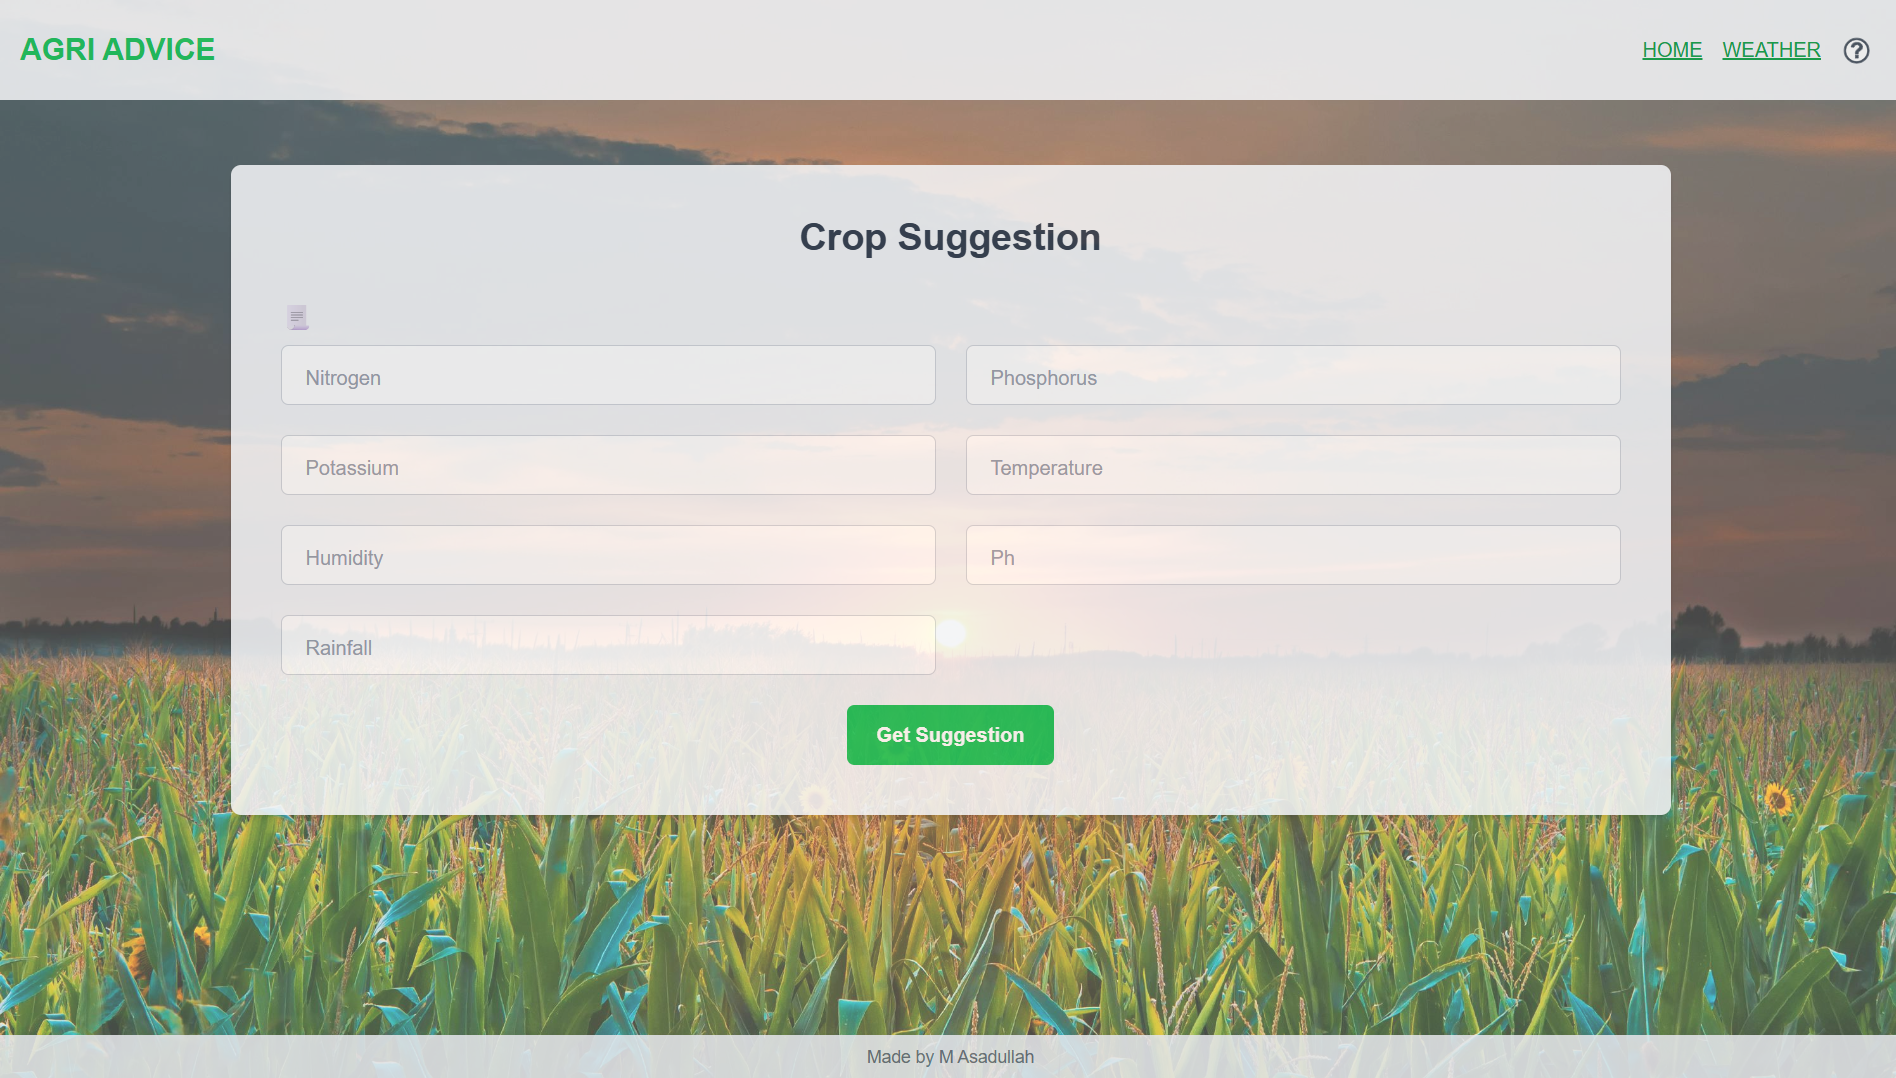 AGRI ADVICE
HOME WEATHER
Crop Suggestion
Nitrogen
Phosphorus
Potassium
Temperature
Humidity
Ph
Rainfall
Get Suggestion
Made by M Asadullah